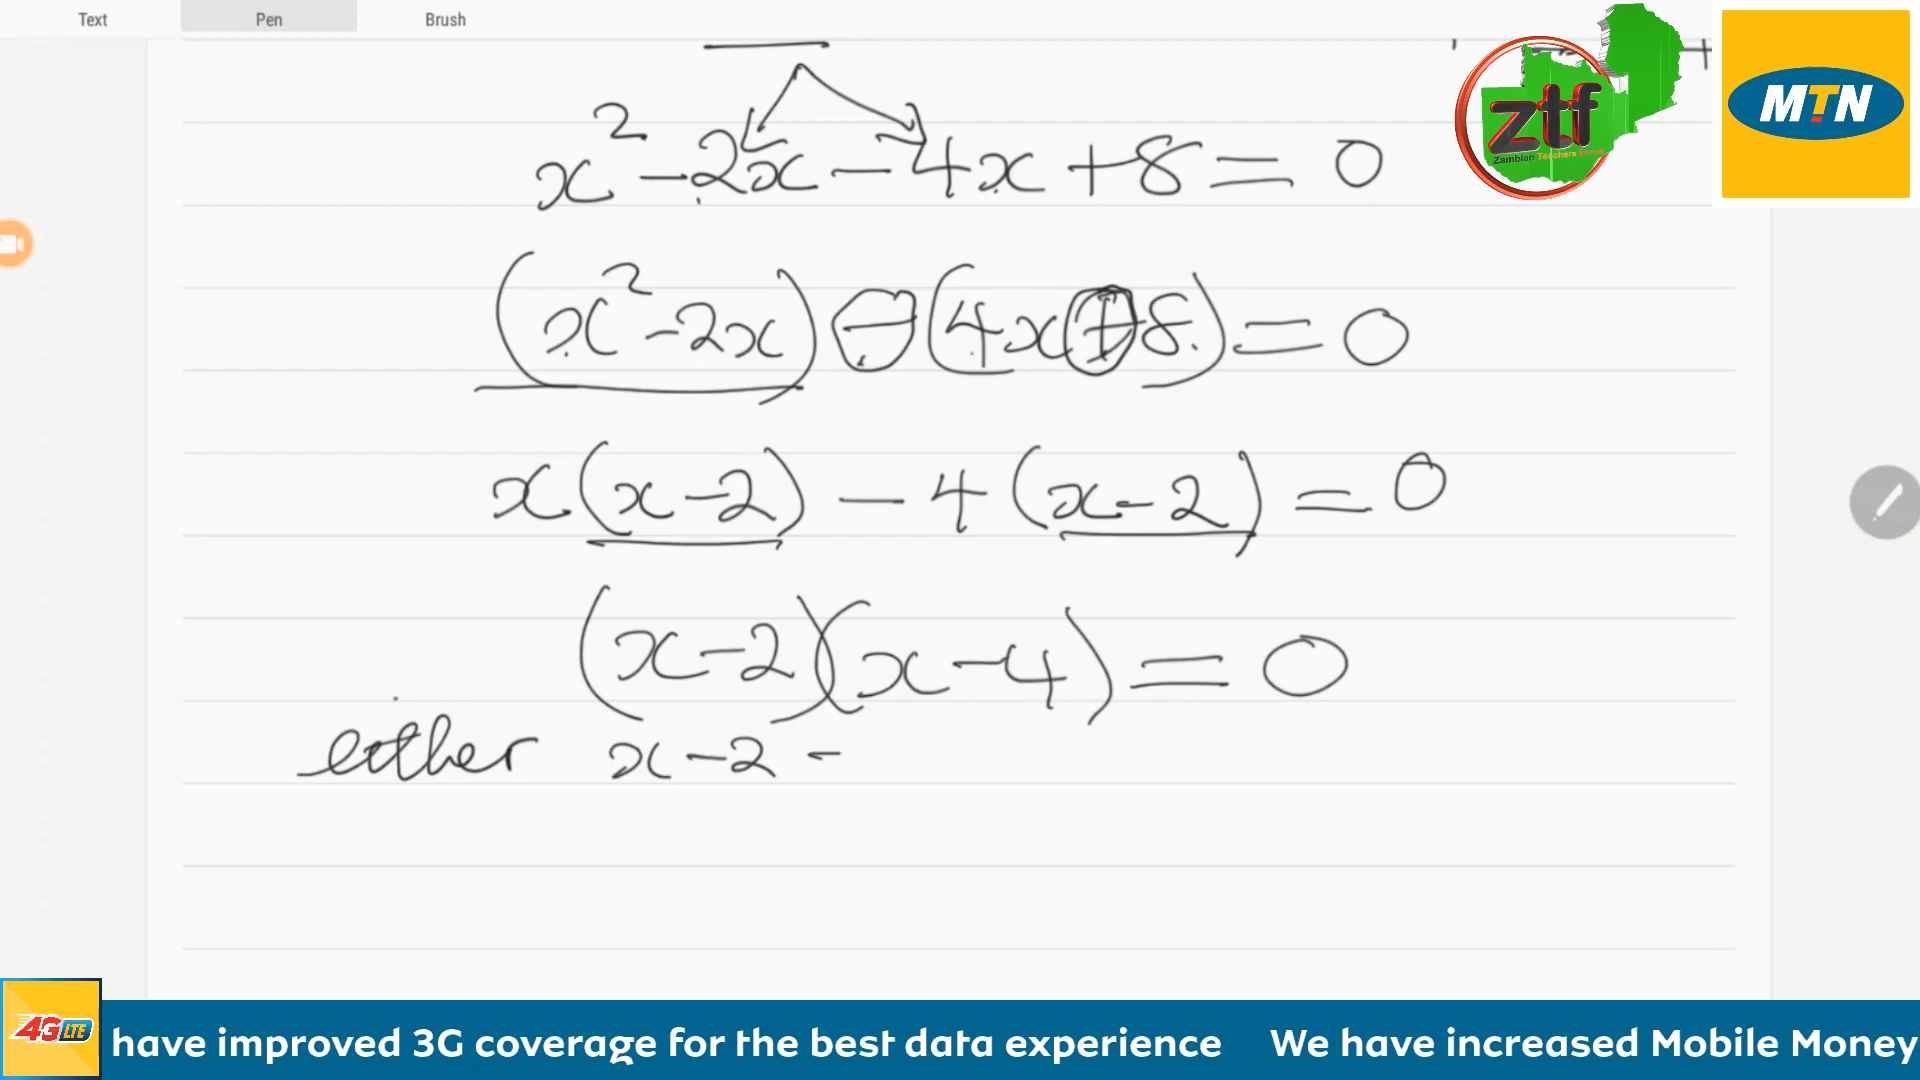 Text Pen Brush
x² - 2x - 4x + 8 = 0
(x² - 2x) - (4x + 8) = 0
x(x - 2) - 4(x - 2) = 0
(x - 2)(x - 4) = 0
either x - 2 -
ztf
Zambian Teachers Focus
MTN
4G LTE
have improved 3G coverage for the best data experience We have increased Mobile Money